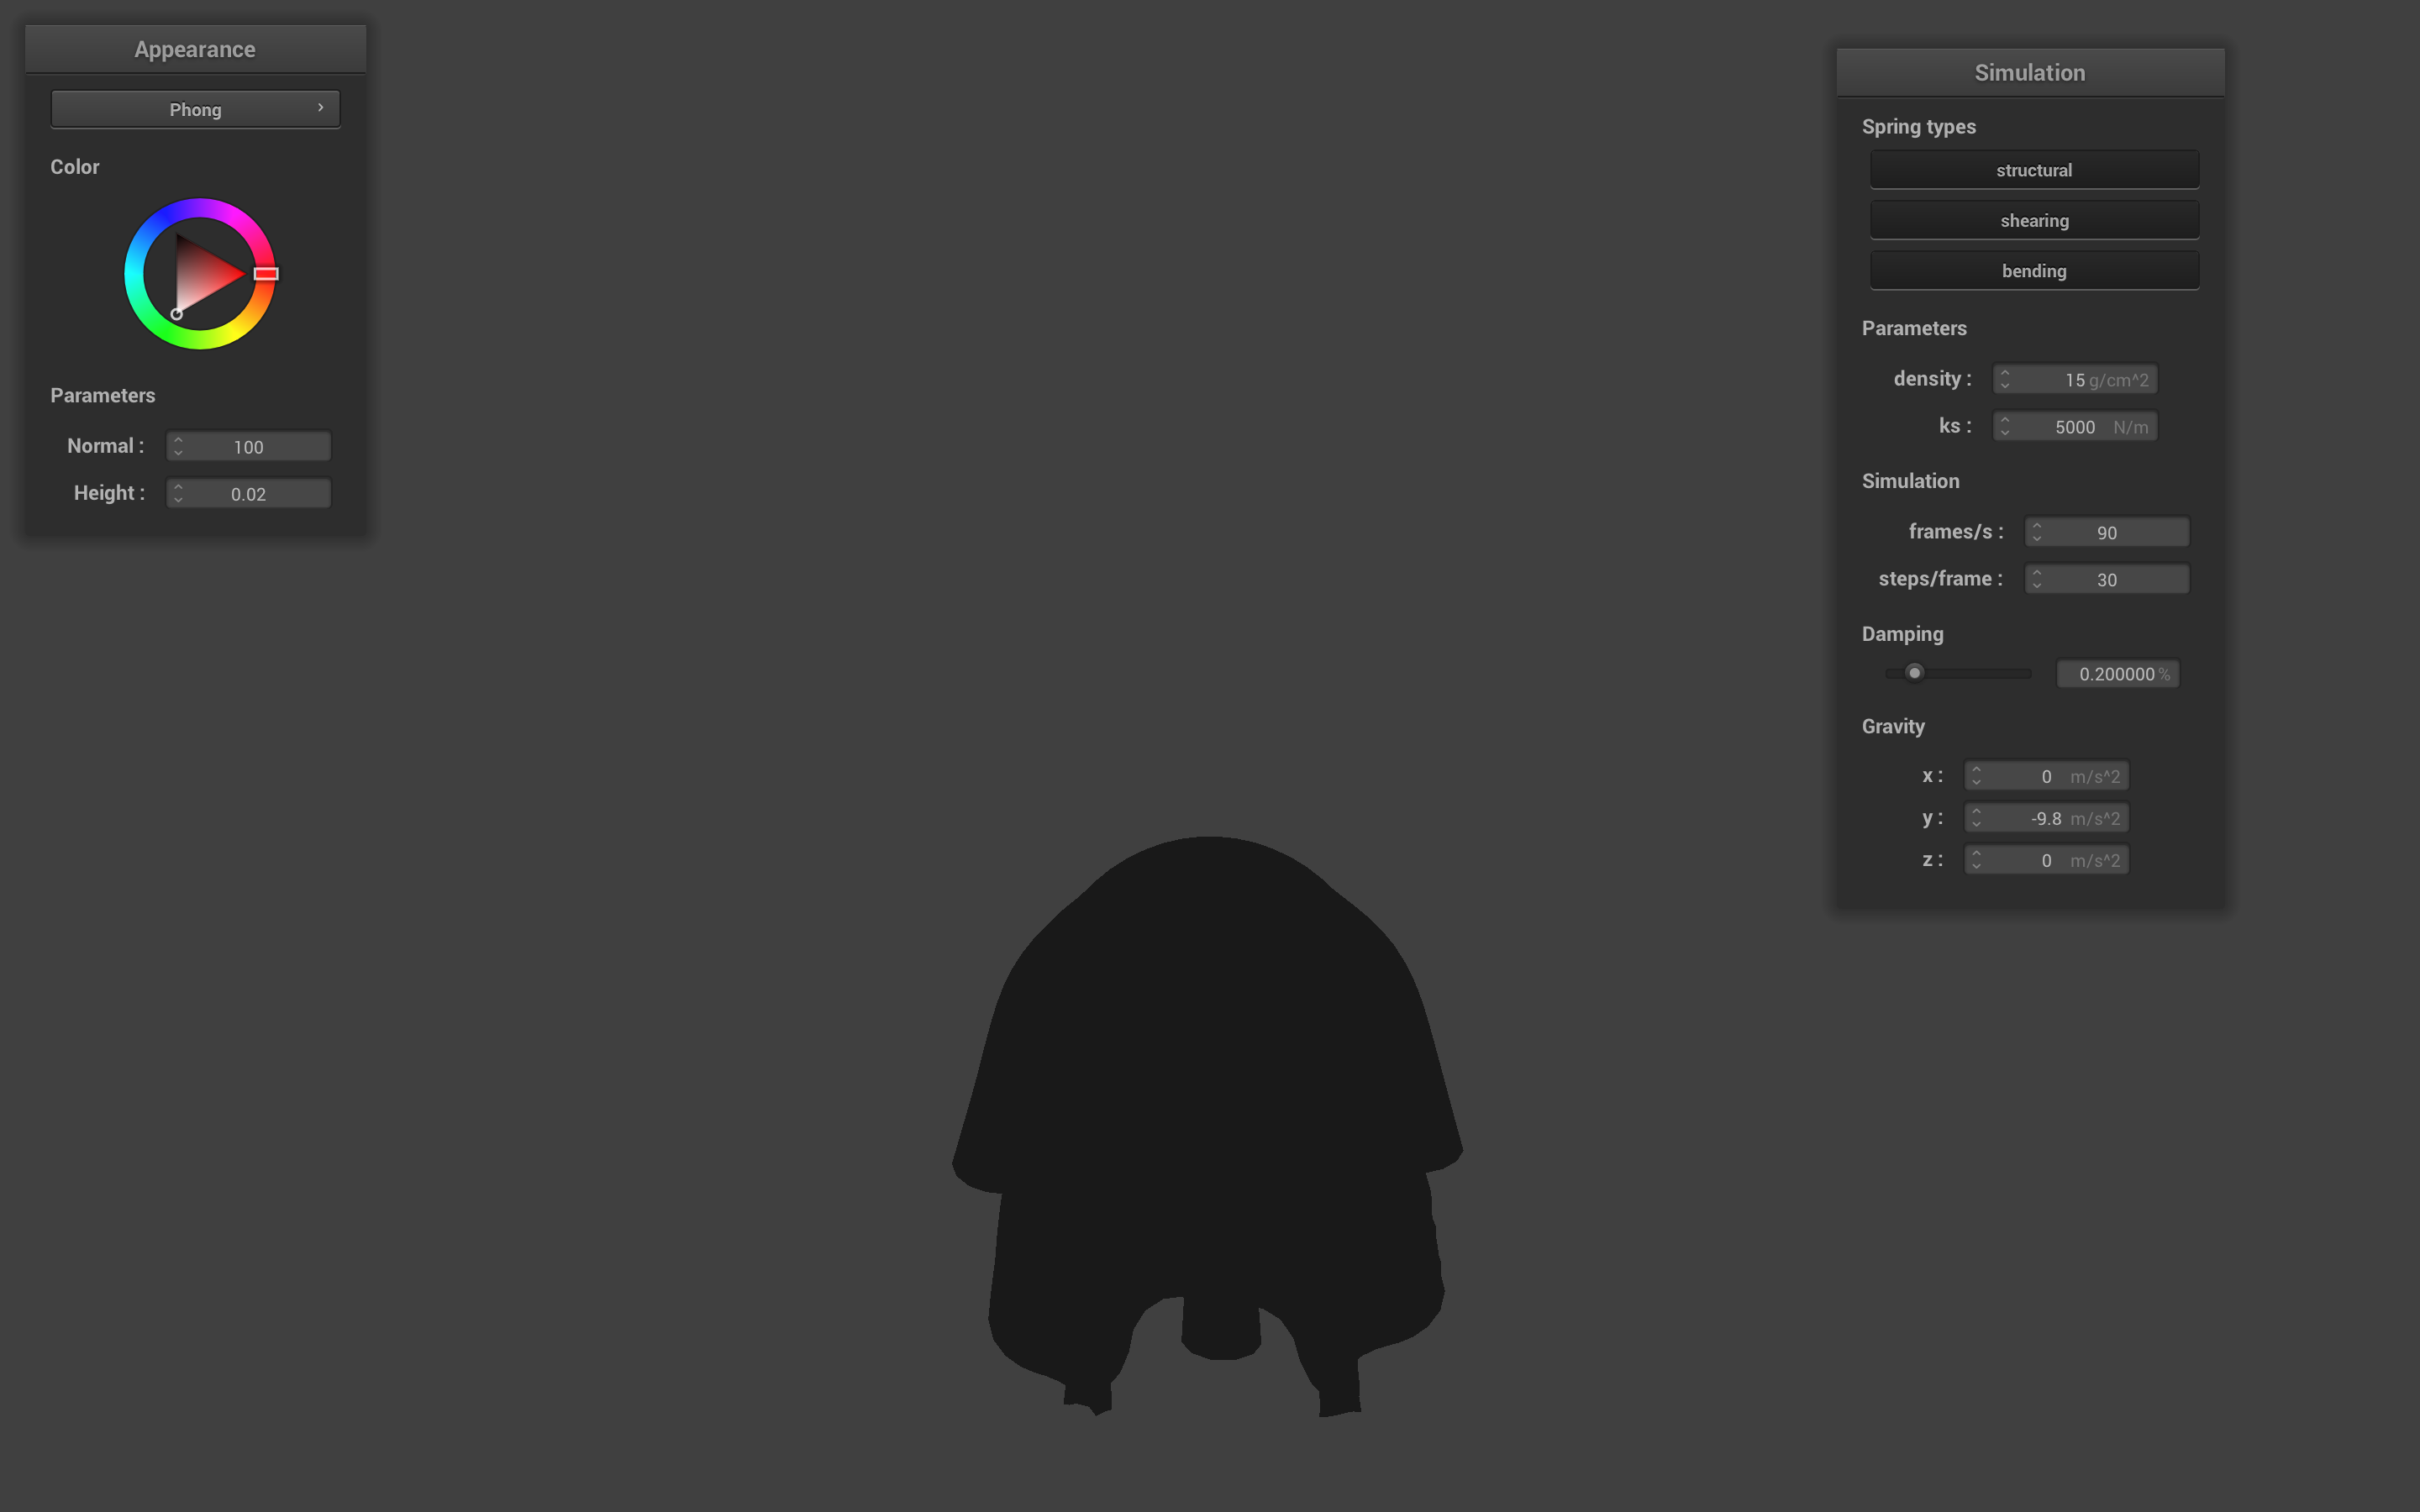 Appearance
Phong
Color
Parameters
Normal : 100
Height : 0.02
Simulation
Spring types
structural
shearing
bending
Parameters
density : 15 g/cm^2
ks : 5000 N/m
Simulation
frames/s : 90
steps/frame : 30
Damping
0.200000 %
Gravity
x : 0 m/s^2
y : -9.8 m/s^2
z : 0 m/s^2